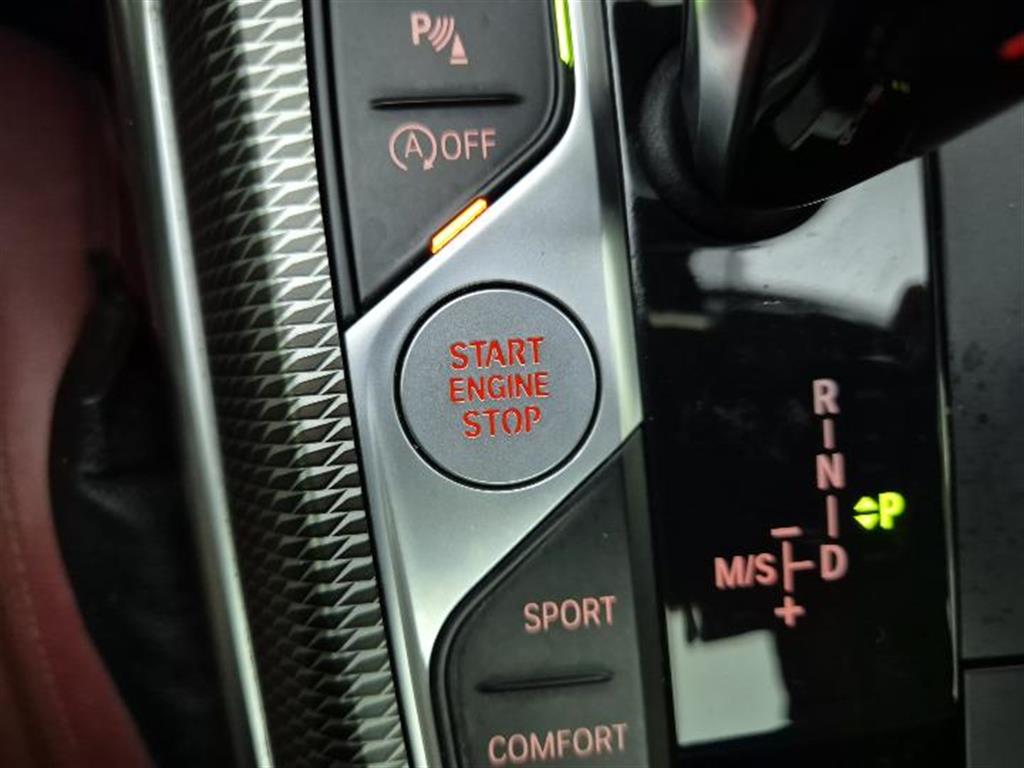 P
A OFF
START
ENGINE
STOP
SPORT
COMFORT
R
N
P
M/S D
+